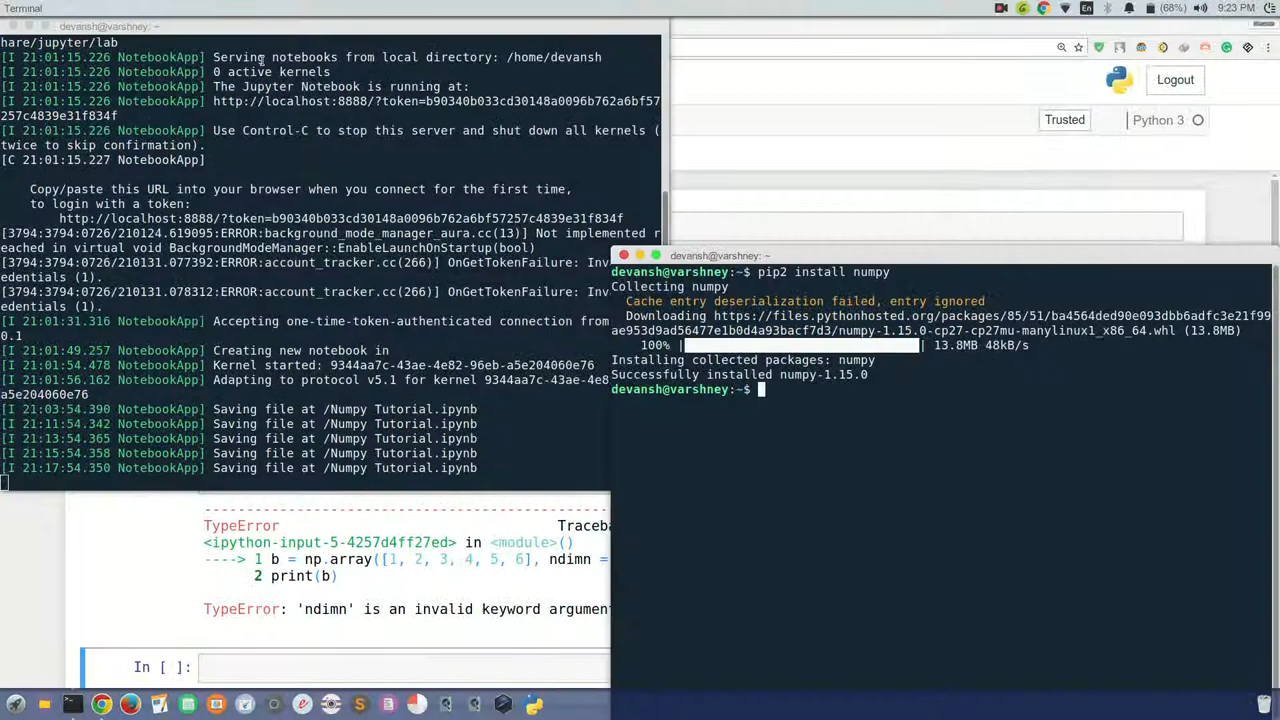 Terminal
En
(68%)
9:23 PM
devansh@varshney: ~
hare/jupyter/lab
[I 21:01:15.226 NotebookApp] Serving notebooks from local directory: /home/devansh
[I 21:01:15.226 NotebookApp] 0 active kernels
[I 21:01:15.226 NotebookApp] The Jupyter Notebook is running at:
[I 21:01:15.226 NotebookApp] http://localhost:8888/?token=b90340b033cd30148a0096b762a6bf57
257c4839e31f834f
[I 21:01:15.226 NotebookApp] Use Control-C to stop this server and shut down all kernels (
twice to skip confirmation).
[C 21:01:15.227 NotebookApp]
Copy/paste this URL into your browser when you connect for the first time,
to login with a token:
http://localhost:8888/?token=b90340b033cd30148a0096b762a6bf57257c4839e31f834f
[3794:3794:0726/210124.619095:ERROR:background_mode_manager_aura.cc(13)] Not implemented r
eached in virtual void BackgroundModeManager::EnableLaunchOnStartup(bool)
[3794:3794:0726/210131.077392:ERROR:account_tracker.cc(266)] OnGetTokenFailure: Inv
edentials (1).
[3794:3794:0726/210131.078312:ERROR:account_tracker.cc(266)] OnGetTokenFailure: Inv
edentials (1).
[I 21:01:31.316 NotebookApp] Accepting one-time-token-authenticated connection from
0.1
[I 21:01:49.257 NotebookApp] Creating new notebook in
[I 21:01:54.478 NotebookApp] Kernel started: 9344aa7c-43ae-4e82-96eb-a5e204060e76
[I 21:01:56.162 NotebookApp] Adapting to protocol v5.1 for kernel 9344aa7c-43ae-4e8
a5e204060e76
[I 21:03:54.390 NotebookApp] Saving file at /Numpy Tutorial.ipynb
[I 21:11:54.342 NotebookApp] Saving file at /Numpy Tutorial.ipynb
[I 21:13:54.365 NotebookApp] Saving file at /Numpy Tutorial.ipynb
[I 21:15:54.358 NotebookApp] Saving file at /Numpy Tutorial.ipynb
[I 21:17:54.350 NotebookApp] Saving file at /Numpy Tutorial.ipynb
Logout
Trusted
Python 3
devansh@varshney: ~
devansh@varshney:~$ pip2 install numpy
Collecting numpy
Cache entry deserialization failed, entry ignored
Downloading https://files.pythonhosted.org/packages/85/51/ba4564ded90e093dbb6adfc3e21f99
ae953d9ad56477e1b0d4a93bacf7d3/numpy-1.15.0-cp27-cp27mu-manylinux1_x86_64.whl (13.8MB)
100% | | 13.8MB 48kB/s
Installing collected packages: numpy
Successfully installed numpy-1.15.0
devansh@varshney:~$
TypeError Traceba
<ipython-input-5-4257d4ff27ed> in <module>()
----> 1 b = np.array([1, 2, 3, 4, 5, 6], ndimn =
2 print(b)
TypeError: 'ndimn' is an invalid keyword argumen
In [ ]: